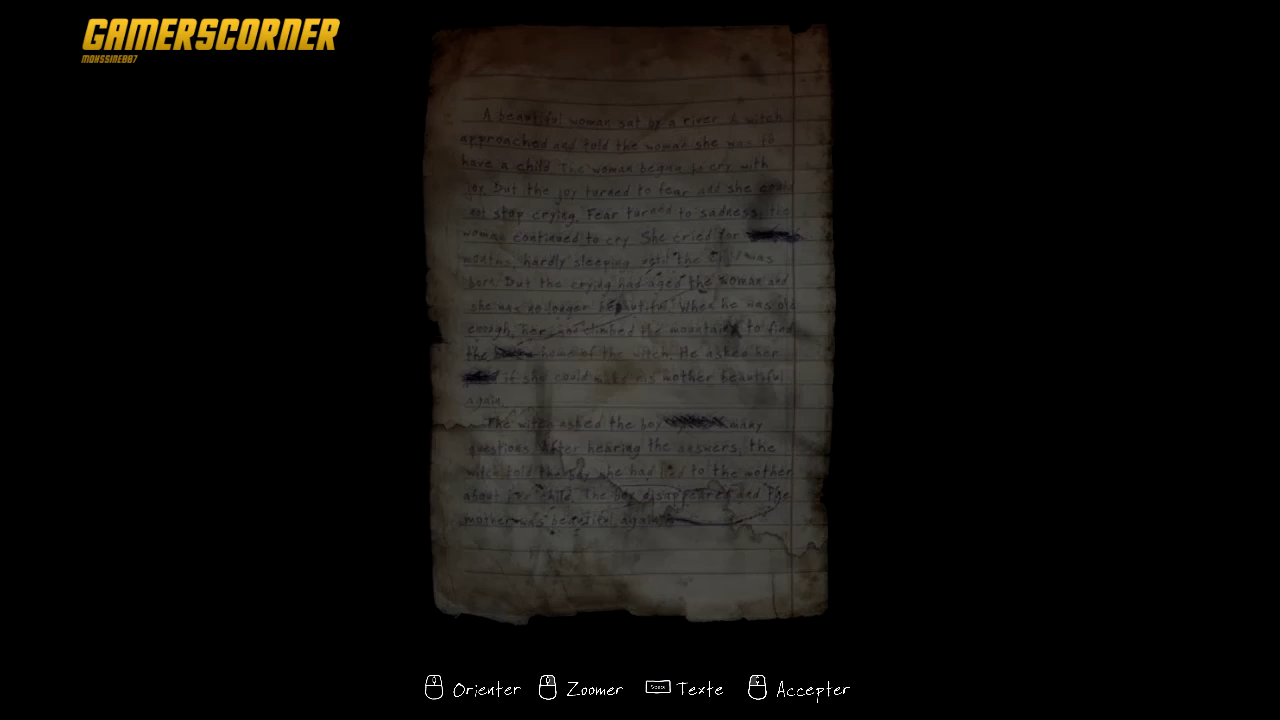 GAMERSCORNER
MOHSSINE887
A beautiful woman sat by a river. A witch
approached and told the woman she was to
have a child. The woman began to cry with
joy. But the joy turned to fear and she could
not stop crying. Fear turned to sadness, the
woman continued to cry. She cried for
months, hardly sleeping until the child was
born. But the crying had aged the woman and
she was no longer beautiful. When he was old
enough, her son climbed the mountain to find
the home of the witch. He asked her
if she could make his mother beautiful
again.
The witch asked the boy many
questions. After hearing the answers, the
witch told the boy she had lied to the mother
about her child. The boy disappeared and the
mother was beautiful again.
Orienter Zoomer Texte Accepter